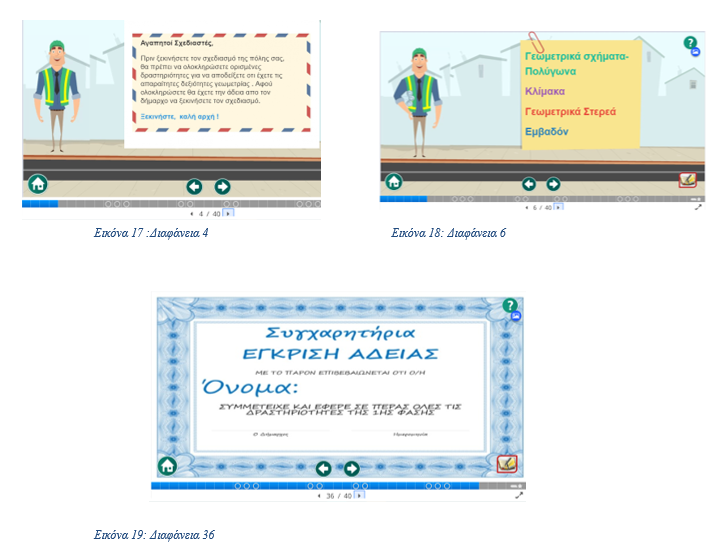 Αγαπητοί Σχεδιαστές,
Πριν ξεκινήσετε τον σχεδιασμό της πόλης σας,
θα πρέπει να ολοκληρώσετε ορισμένες
δραστηριότητες για να αποδείξετε ότι έχετε τις
απαραίτητες δεξιότητες γεωμετρίας . Αφού
ολοκληρώσετε θα έχετε την άδεια απο τον
δήμαρχο να ξεκινήσετε τον σχεδιασμό.
Ξεκινήστε, καλή αρχή !
4 / 40
Εικόνα 17 :Διαφάνεια 4
Γεωμετρικά σχήματα-
Πολύγωνα
Κλίμακα
Γεωμετρικά Στερεά
Εμβαδόν
?
6 / 40
Εικόνα 18: Διαφάνεια 6
?
Συγχαρητήρια
ΕΓΚΡΙΣΗ ΑΔΕΙΑΣ
ΜΕ ΤΟ ΠΑΡΟΝ ΕΠΙΒΕΒΑΙΩΝΕΤΑΙ ΟΤΙ Ο/Η
Όνομα:
ΣΥΜΜΕΤΕΙΧΕ ΚΑΙ ΕΦΕΡΕ ΣΕ ΠΕΡΑΣ ΟΛΕΣ ΤΙΣ
ΔΡΑΣΤΗΡΙΟΤΗΤΕΣ ΤΗΣ 1ΗΣ ΦΑΣΗΣ
Ο Δήμαρχος
Ημερομηνία
36 / 40
Εικόνα 19: Διαφάνεια 36